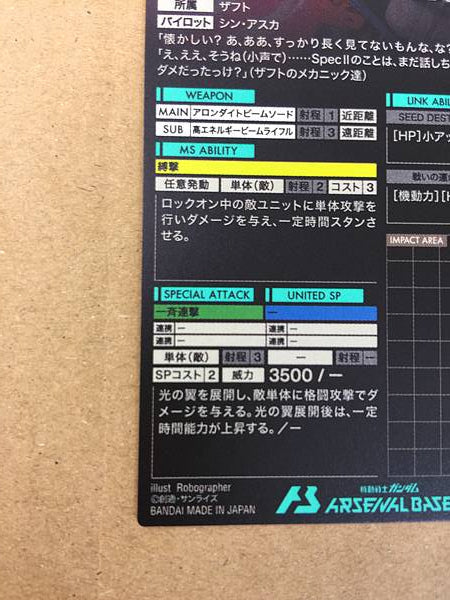 所属 ザフト
パイロット シン・アスカ
「懐かしい? あ、ああ、すっかり長く見てないもんな、な?
「え、ええ、そうね(小声で)……SpecⅡのことは、まだ話しち
ダメだったっけ?」(ザフトのメカニック達)
WEAPON
MAIN アロンダイトビームソード 射程 1 近距離
SUB 高エネルギービームライフル 射程 3 遠距離
MS ABILITY
縛撃
任意発動 単体(敵) 射程 2 コスト 3
ロックオン中の敵ユニットに単体攻撃を
行いダメージを与え、一定時間スタンさ
せる。
LINK ABIL
SEED DEST
[HP]小アッ
戦いの運
[機動力][H
IMPACT AREA
SPECIAL ATTACK UNITED SP
一斉連撃 ー
連携 ー 連携 ー
連携 ー 連携 ー
単体(敵) 射程 3 ー 射程 ー
SPコスト 2 威力 3500 / ー
光の翼を展開し、敵単体に格闘攻撃でダ
メージを与える。光の翼展開後は、一定
時間能力が上昇する。/ー
illust Robographer
©創通・サンライズ
BANDAI MADE IN JAPAN
機動戦士ガンダム
ARSENAL BASE